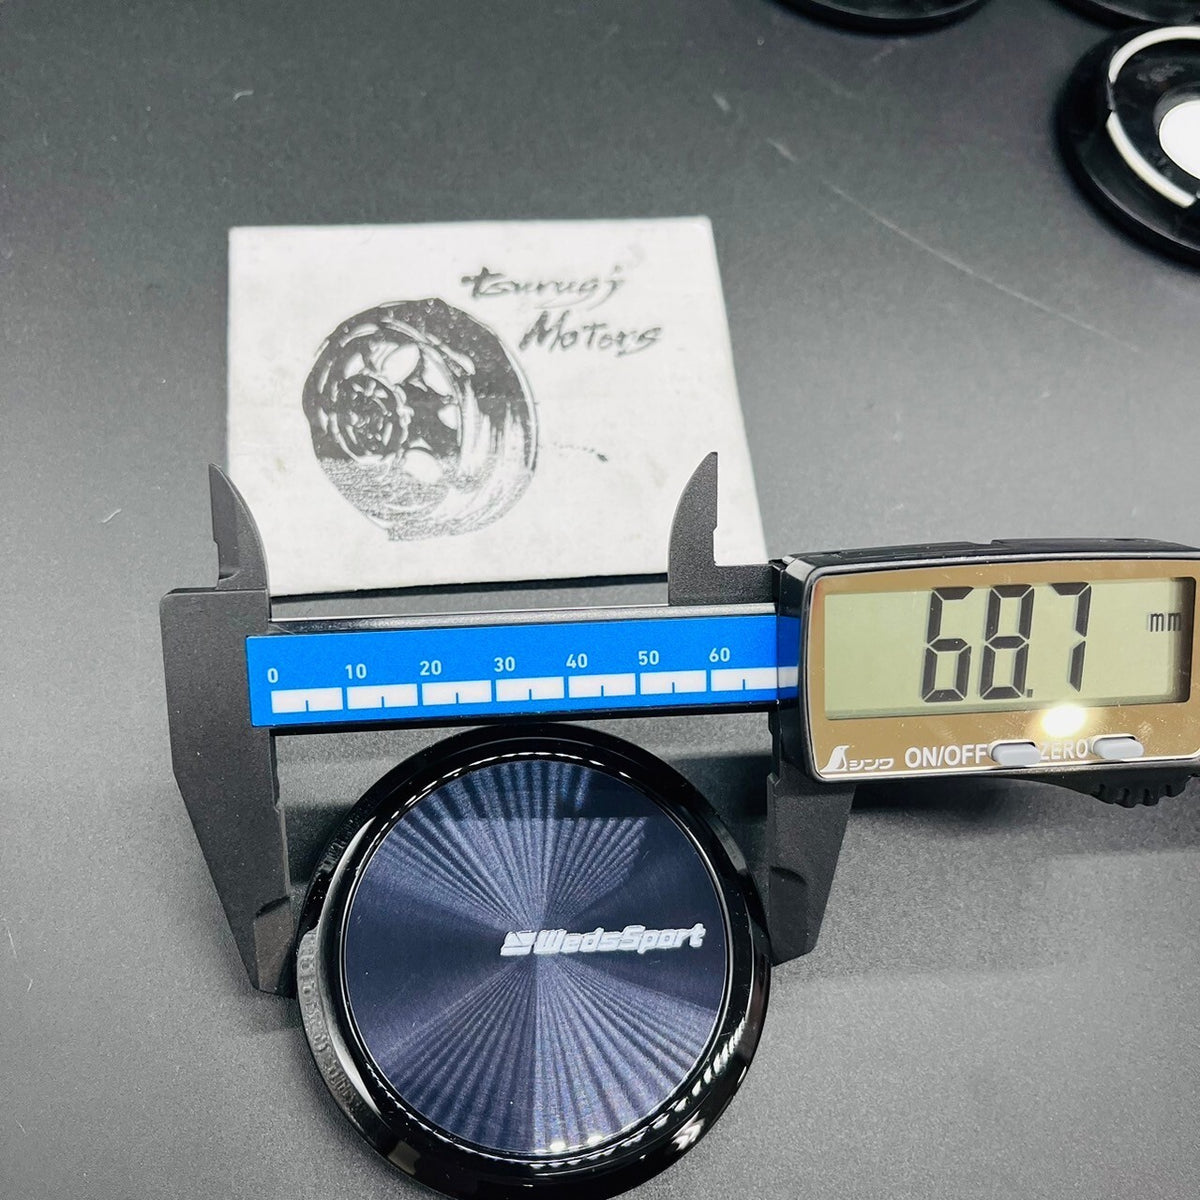 tsurugi
Motors
0 10 20 30 40 50 60
68.7 mm
シンワ ON/OFF ZERO
WedsSport